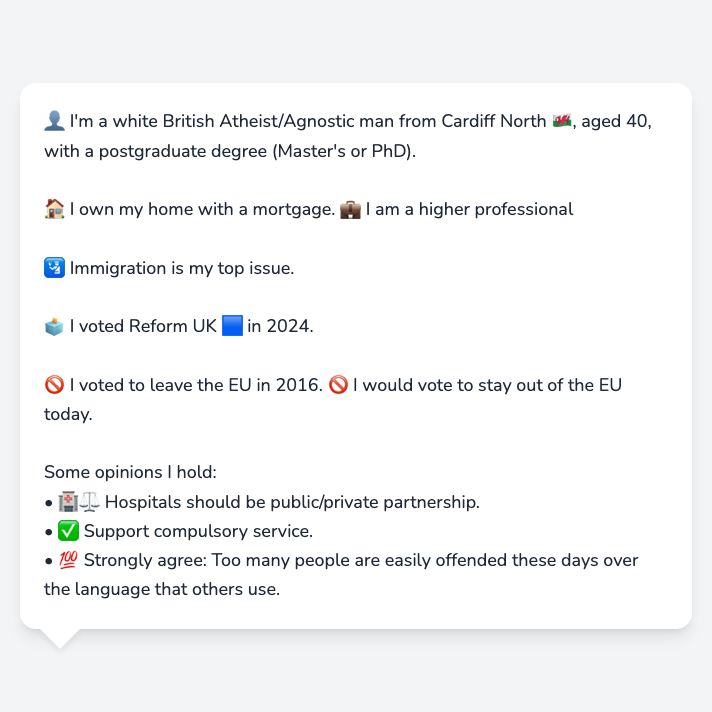 👤 I'm a white British Atheist/Agnostic man from Cardiff North 🏴󠁧󠁢󠁷󠁬󠁳󠁿, aged 40,
with a postgraduate degree (Master's or PhD).
🏠 I own my home with a mortgage. 💼 I am a higher professional
🛂 Immigration is my top issue.
🗳️ I voted Reform UK 🟦 in 2024.
🚫 I voted to leave the EU in 2016. 🚫 I would vote to stay out of the EU
today.
Some opinions I hold:
• 🏥⚖️ Hospitals should be public/private partnership.
• ✅ Support compulsory service.
• 💯 Strongly agree: Too many people are easily offended these days over
the language that others use.